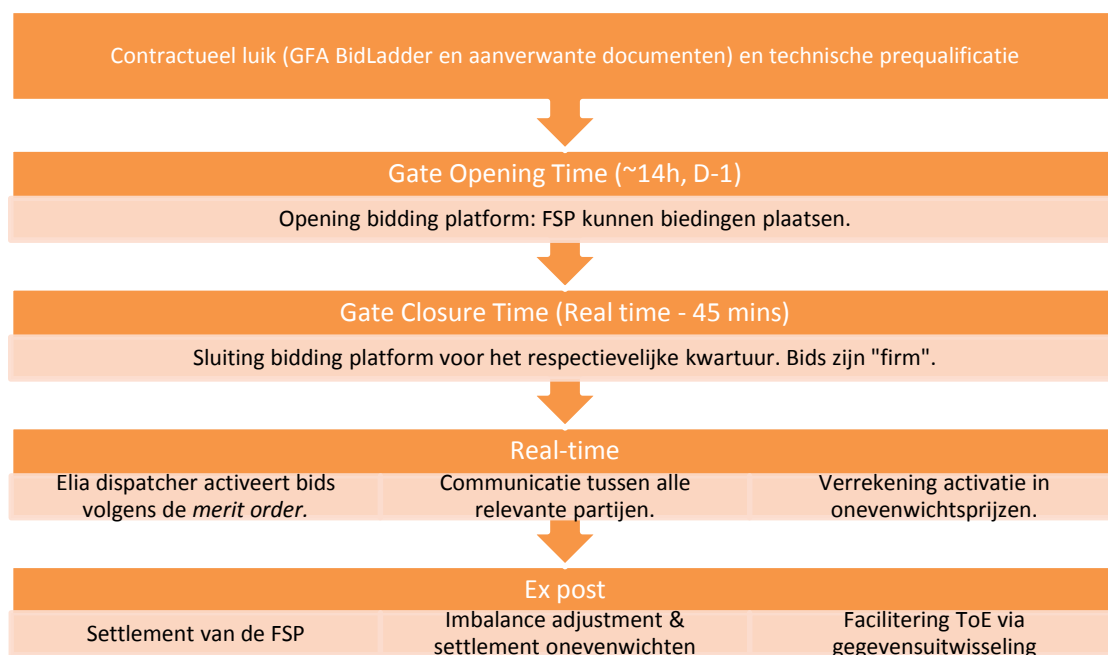 Contractueel luik (GFA BidLadder en aanverwante documenten) en technische prequalificatie
Gate Opening Time (~14h, D-1)
Opening bidding platform: FSP kunnen biedingen plaatsen.
Gate Closure Time (Real time - 45 mins)
Sluiting bidding platform voor het respectievelijke kwartuur. Bids zijn "firm".
Real-time
Elia dispatcher activeert bids
volgens de merit order.
Communicatie tussen alle
relevante partijen.
Verrekening activatie in
onevenwichtsprijzen.
Ex post
Settlement van de FSP
Imbalance adjustment &
settlement onevenwichten
Facilitering ToE via
gegevensuitwisseling